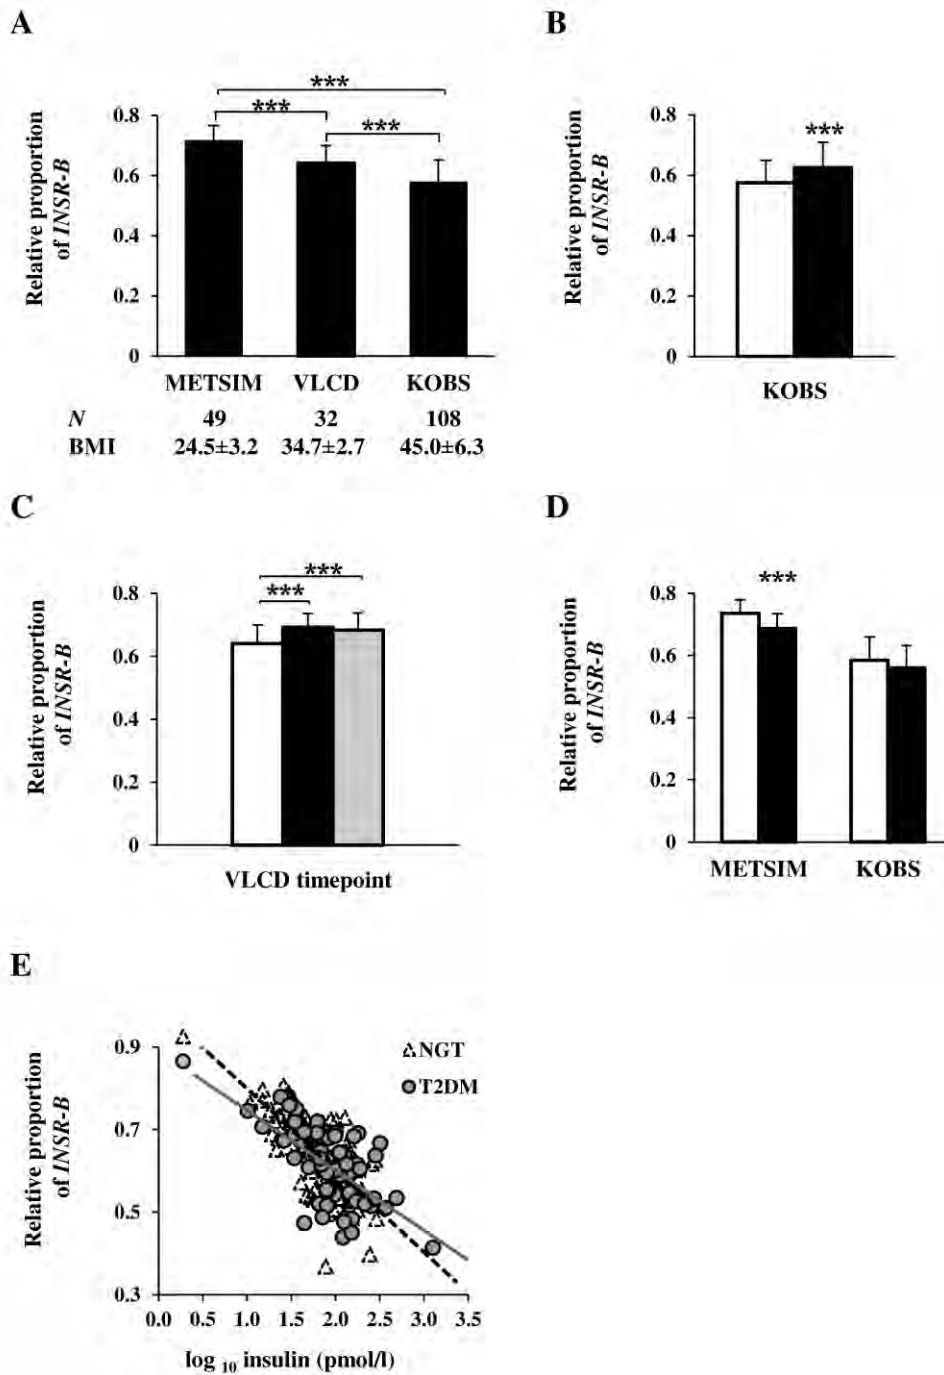 A
Relative proportion
of INSR-B
***
***
***
0.8
0.6
0.4
0.2
0
METSIM VLCD KOBS
N 49 32 108
BMI 24.5±3.2 34.7±2.7 45.0±6.3
B
Relative proportion
of INSR-B
***
0.8
0.6
0.4
0.2
0
KOBS
C
Relative proportion
of INSR-B
***
***
0.8
0.6
0.4
0.2
0
VLCD timepoint
D
Relative proportion
of INSR-B
***
0.8
0.6
0.4
0.2
0
METSIM KOBS
E
Relative proportion
of INSR-B
0.9
0.7
0.5
0.3
NGT
T2DM
0.0 0.5 1.0 1.5 2.0 2.5 3.0 3.5
log 10 insulin (pmol/l)